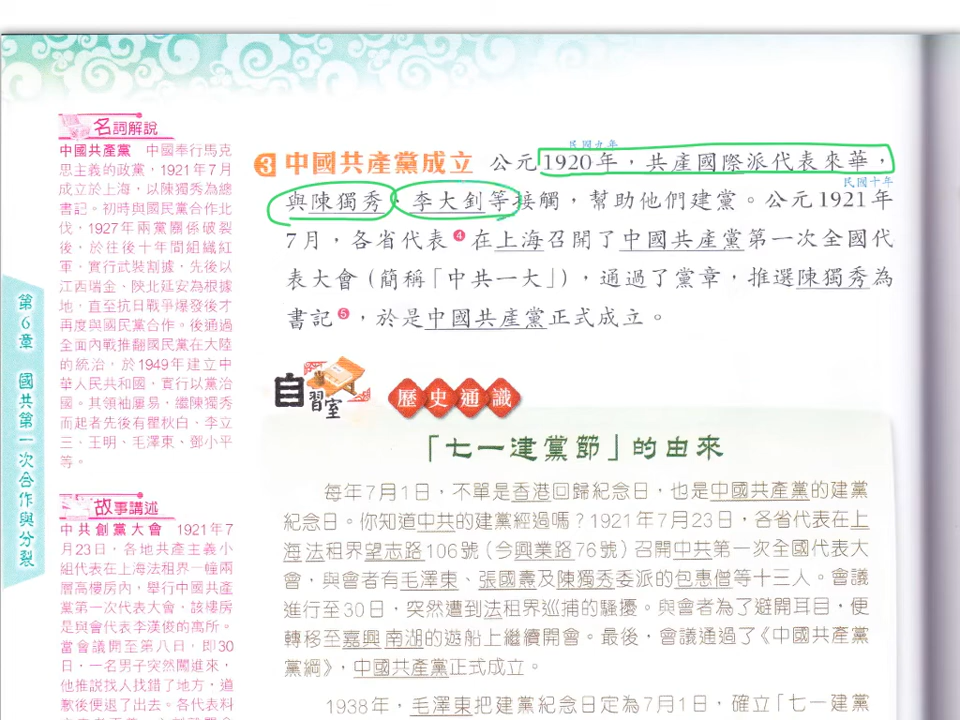 名詞解說
中國共產黨 中國奉行馬克
思主義的政黨，1921年7月
成立於上海，以陳獨秀為總
書記。初時與國民黨合作北
伐，1927年兩黨關係破裂
後，於往後十年間組織紅
軍，實行武裝割據，先後以
江西瑞金、陝北延安為根據
地，直至抗日戰爭爆發後才
再度與國民黨合作。後通過
全面內戰推翻國民黨在大陸
的統治，於1949年建立中
華人民共和國，實行以黨治
國。其領袖屢易，繼陳獨秀
而起者先後有瞿秋白、李立
三、王明、毛澤東、鄧小平
等。
故事講述
中共創黨大會 1921年7
月23日，各地共產主義小
組代表在上海法租界一幢兩
層高樓房內，舉行中國共產
黨第一次代表大會，該樓房
是與會代表李漢俊的寓所。
當會議開至第八日，即30
日，一名男子突然闖進來，
他推說找人找錯了地方，道
歉後便退了出去。各代表料
第6章 國共第一次合作與分裂
民國九年
3 中國共產黨成立 公元1920年，共產國際派代表來華，
民國十年
與陳獨秀、李大釗等接觸，幫助他們建黨。公元1921年
7月，各省代表4在上海召開了中國共產黨第一次全國代
表大會（簡稱「中共一大」），通過了黨章，推選陳獨秀為
書記5，於是中國共產黨正式成立。
自習室
歷史通識
「七一建黨節」的由來
每年7月1日，不單是香港回歸紀念日，也是中國共產黨的建黨
紀念日。你知道中共的建黨經過嗎？1921年7月23日，各省代表在上
海法租界望志路106號（今興業路76號）召開中共第一次全國代表大
會，與會者有毛澤東、張國燾及陳獨秀委派的包惠僧等十三人。會議
進行至30日，突然遭到法租界巡捕的騷擾。與會者為了避開耳目，便
轉移至嘉興南湖的遊船上繼續開會。最後，會議通過了《中國共產黨
黨綱》，中國共產黨正式成立。
1938年，毛澤東把建黨紀念日定為7月1日，確立「七一建黨